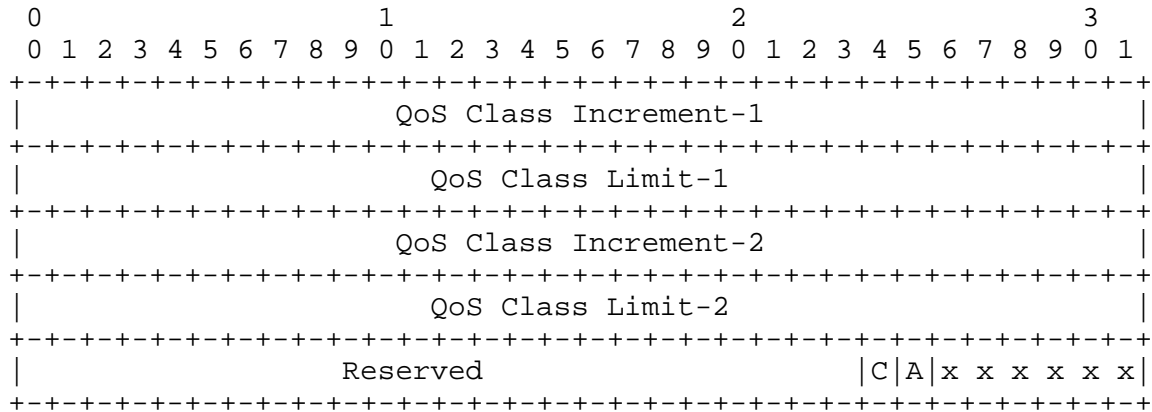 0                   1                   2                   3
 0 1 2 3 4 5 6 7 8 9 0 1 2 3 4 5 6 7 8 9 0 1 2 3 4 5 6 7 8 9 0 1
+-+-+-+-+-+-+-+-+-+-+-+-+-+-+-+-+-+-+-+-+-+-+-+-+-+-+-+-+-+-+-+-+
|                     QoS Class Increment-1                     |
+-+-+-+-+-+-+-+-+-+-+-+-+-+-+-+-+-+-+-+-+-+-+-+-+-+-+-+-+-+-+-+-+
|                       QoS Class Limit-1                       |
+-+-+-+-+-+-+-+-+-+-+-+-+-+-+-+-+-+-+-+-+-+-+-+-+-+-+-+-+-+-+-+-+
|                     QoS Class Increment-2                     |
+-+-+-+-+-+-+-+-+-+-+-+-+-+-+-+-+-+-+-+-+-+-+-+-+-+-+-+-+-+-+-+-+
|                       QoS Class Limit-2                       |
+-+-+-+-+-+-+-+-+-+-+-+-+-+-+-+-+-+-+-+-+-+-+-+-+-+-+-+-+-+-+-+-+
|                  Reserved                     |C|A|x x x x x x|
+-+-+-+-+-+-+-+-+-+-+-+-+-+-+-+-+-+-+-+-+-+-+-+-+-+-+-+-+-+-+-+-+